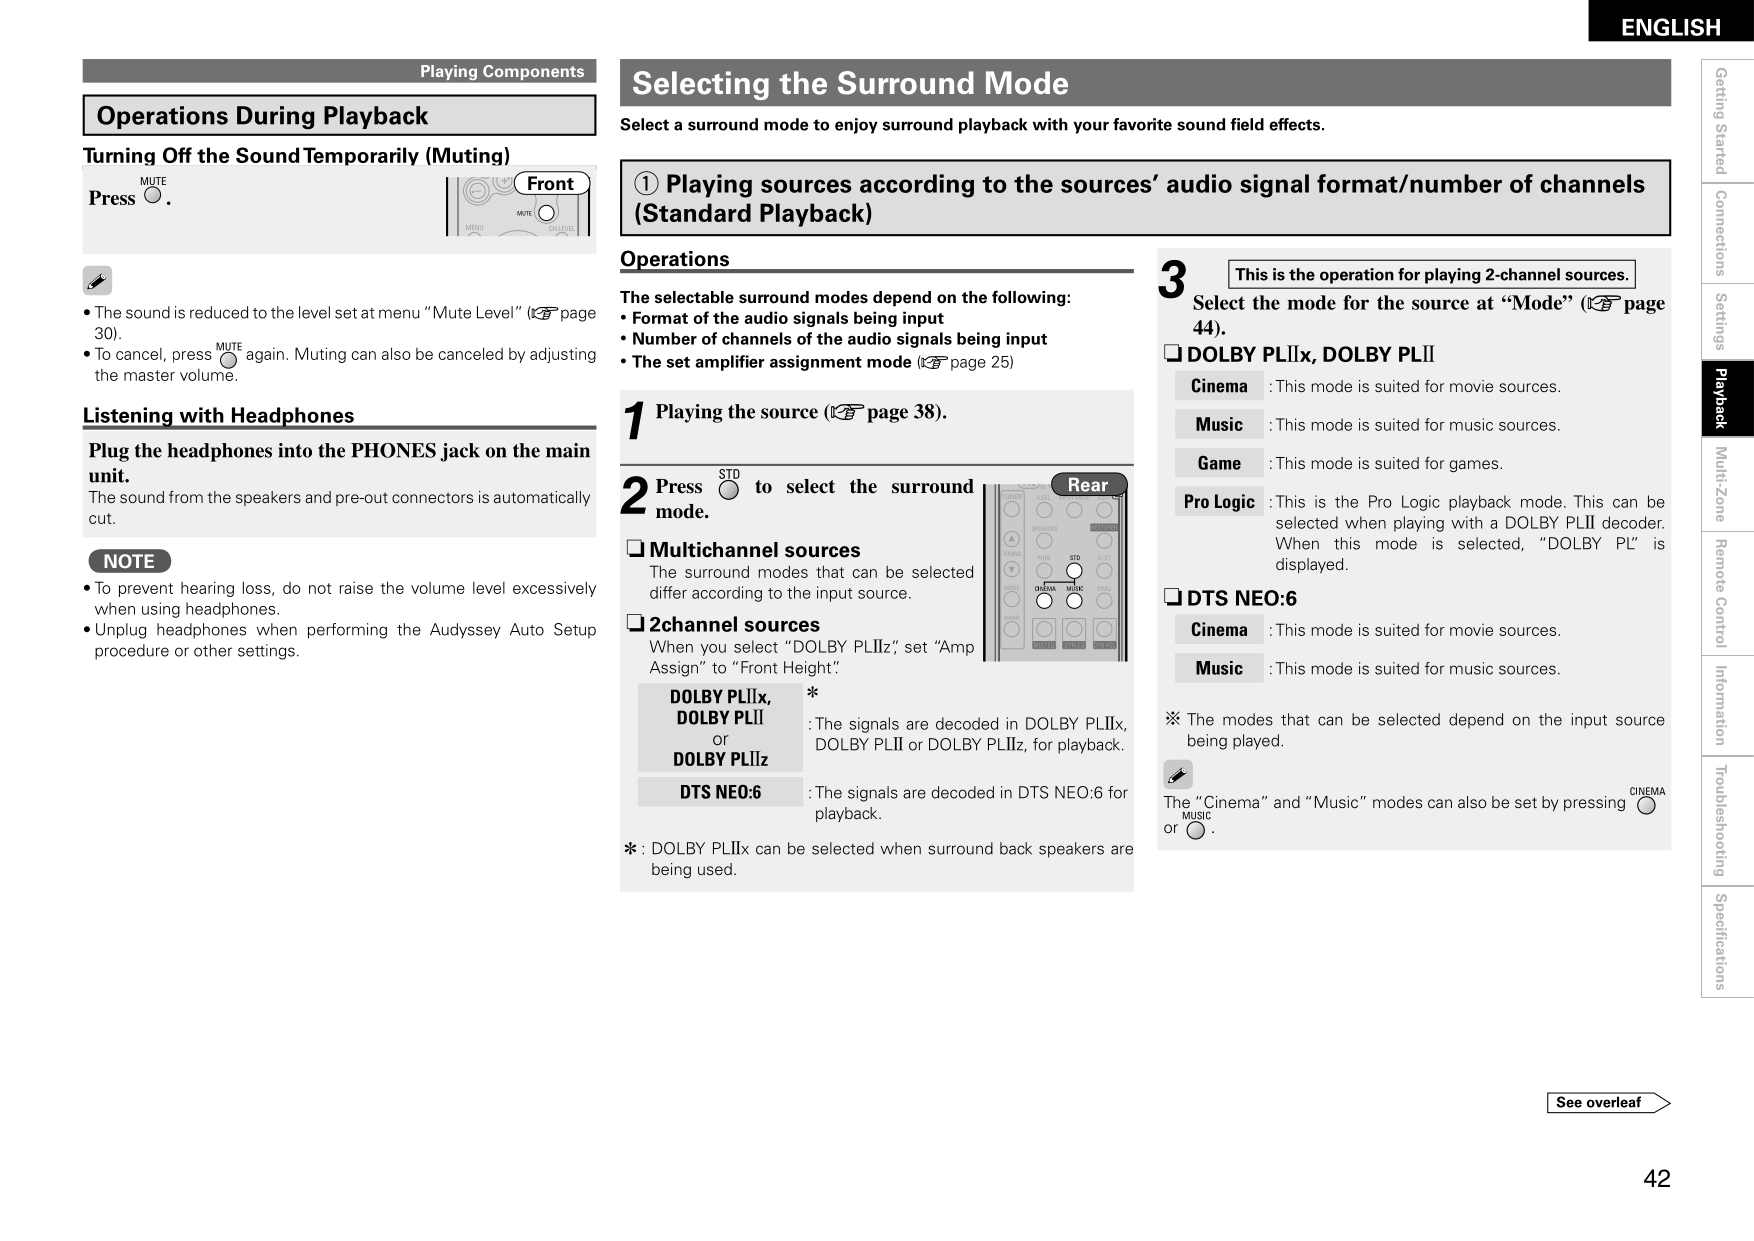 ENGLISH
Playing Components
Operations During Playback
Turning Off the Sound Temporarily (Muting)
MUTE
Press .
Front
MUTE
MENU
CH LEVEL
• The sound is reduced to the level set at menu “Mute Level” (☞page
30).
• To cancel, press MUTE again. Muting can also be canceled by adjusting
the master volume.
Listening with Headphones
Plug the headphones into the PHONES jack on the main
unit.
The sound from the speakers and pre-out connectors is automatically
cut.
NOTE
• To prevent hearing loss, do not raise the volume level excessively
when using headphones.
• Unplug headphones when performing the Audyssey Auto Setup
procedure or other settings.
Selecting the Surround Mode
Select a surround mode to enjoy surround playback with your favorite sound field effects.
① Playing sources according to the sources’ audio signal format/number of channels
(Standard Playback)
Operations
The selectable surround modes depend on the following:
• Format of the audio signals being input
• Number of channels of the audio signals being input
• The set amplifier assignment mode (☞page 25)
1 Playing the source (☞page 38).
STD
2 Press to select the surround
mode.
Rear
TUNER
SPEAKERS
TUNING
PURE
STD
MODE
CINEMA
MUSIC
SIMU
BAND
❏ Multichannel sources
The surround modes that can be selected
differ according to the input source.
❏ 2channel sources
When you select “DOLBY PLⅡz”, set “Amp
Assign” to “Front Height”.
DOLBY PLⅡx,
DOLBY PLⅡ
or
DOLBY PLⅡz
*
: The signals are decoded in DOLBY PLⅡx,
DOLBY PLⅡ or DOLBY PLⅡz, for playback.
DTS NEO:6 : The signals are decoded in DTS NEO:6 for
playback.
* : DOLBY PLⅡx can be selected when surround back speakers are
being used.
3 This is the operation for playing 2-channel sources.
Select the mode for the source at “Mode” (☞page
44).
❏ DOLBY PLⅡx, DOLBY PLⅡ
Cinema : This mode is suited for movie sources.
Music : This mode is suited for music sources.
Game : This mode is suited for games.
Pro Logic : This is the Pro Logic playback mode. This can be
selected when playing with a DOLBY PLⅡ decoder.
When this mode is selected, “DOLBY PL” is
displayed.
❏ DTS NEO:6
Cinema : This mode is suited for movie sources.
Music : This mode is suited for music sources.
※ The modes that can be selected depend on the input source
being played.
The “Cinema” and “Music” modes can also be set by pressing CINEMA
or MUSIC .
Getting Started
Connections
Settings
Playback
Multi-Zone
Remote Control
Information
Troubleshooting
Specifications
See overleaf
42